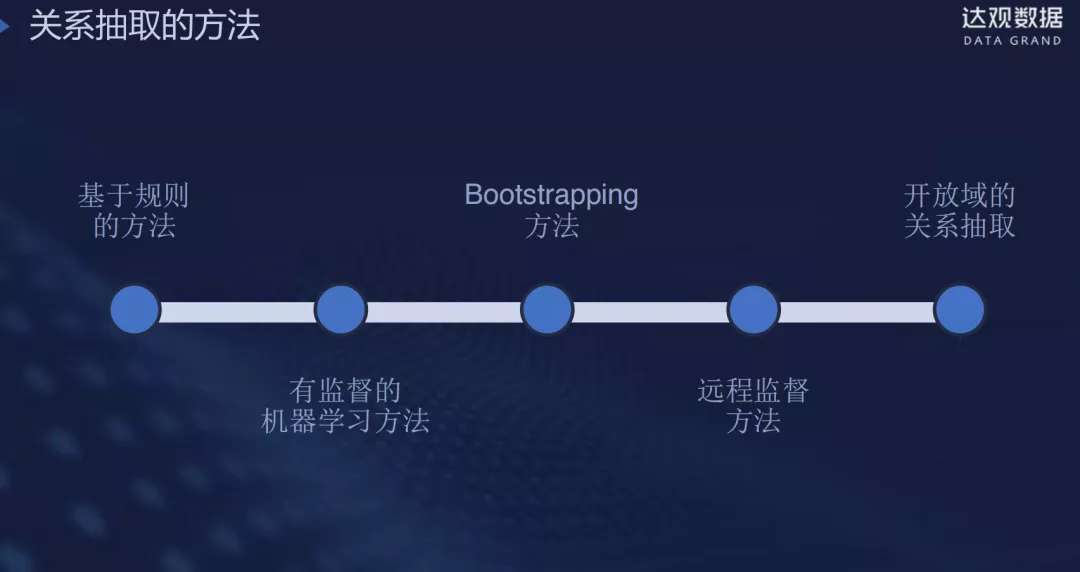 关系抽取的方法
达观数据
DATA GRAND
基于规则
的方法
有监督的
机器学习方法
Bootstrapping
方法
远程监督
方法
开放域的
关系抽取